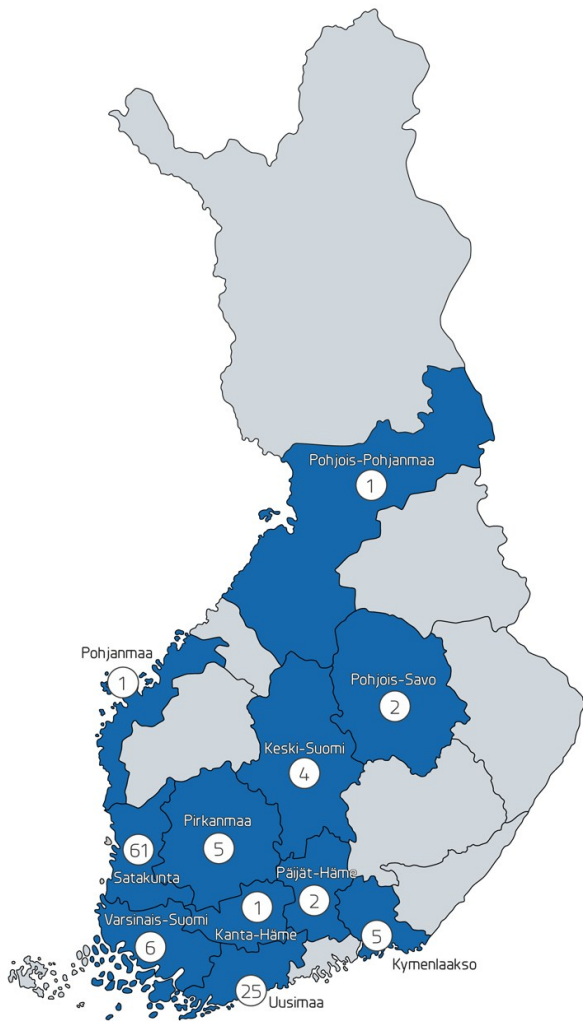 Pohjois-Pohjanmaa
1
Pohjanmaa
1
Pohjois-Savo
2
Keski-Suomi
4
Pirkanmaa
5
61
Satakunta
Päijät-Häme
2
1
Kanta-Häme
Varsinais-Suomi
6
5
Kymenlaakso
25
Uusimaa